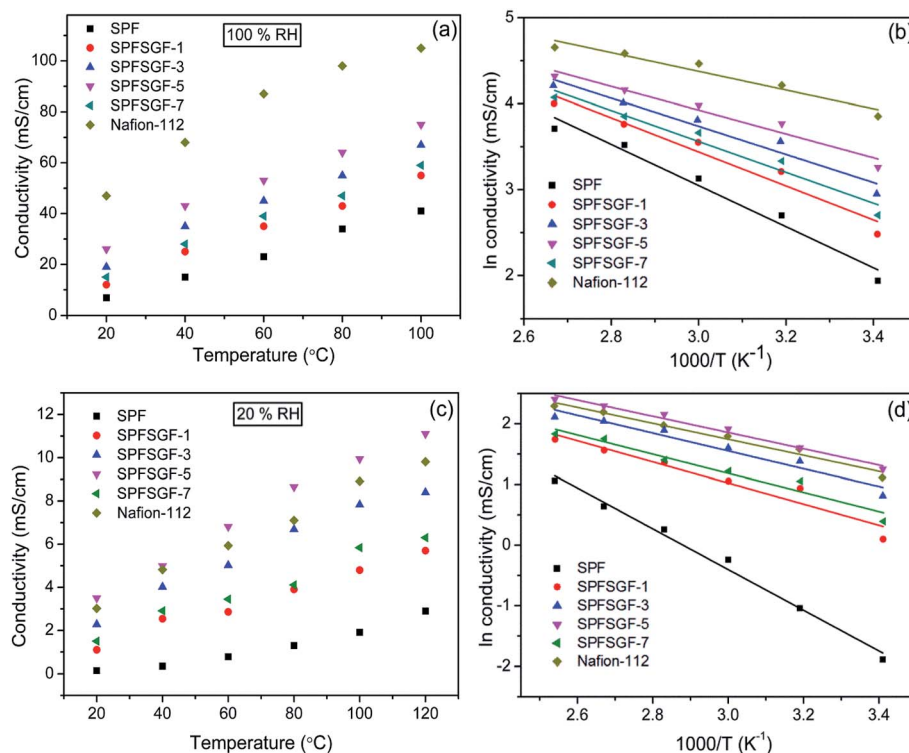 (a)
100 % RH
SPF
SPFSGF-1
SPFSGF-3
SPFSGF-5
SPFSGF-7
Nafion-112
Conductivity (mS/cm)
100
80
60
40
20
0
20 40 60 80 100
Temperature (°C)
(b)
SPF
SPFSGF-1
SPFSGF-3
SPFSGF-5
SPFSGF-7
Nafion-112
ln conductivity (mS/cm)
5
4
3
2
2.6 2.8 3.0 3.2 3.4
1000/T (K-1)
(c)
20 % RH
SPF
SPFSGF-1
SPFSGF-3
SPFSGF-5
SPFSGF-7
Nafion-112
Conductivity (mS/cm)
12
10
8
6
4
2
0
20 40 60 80 100 120
Temperature (°C)
(d)
SPF
SPFSGF-1
SPFSGF-3
SPFSGF-5
SPFSGF-7
Nafion-112
ln conductivity (mS/cm)
2
1
0
-1
-2
2.6 2.8 3.0 3.2 3.4
1000/T (K-1)